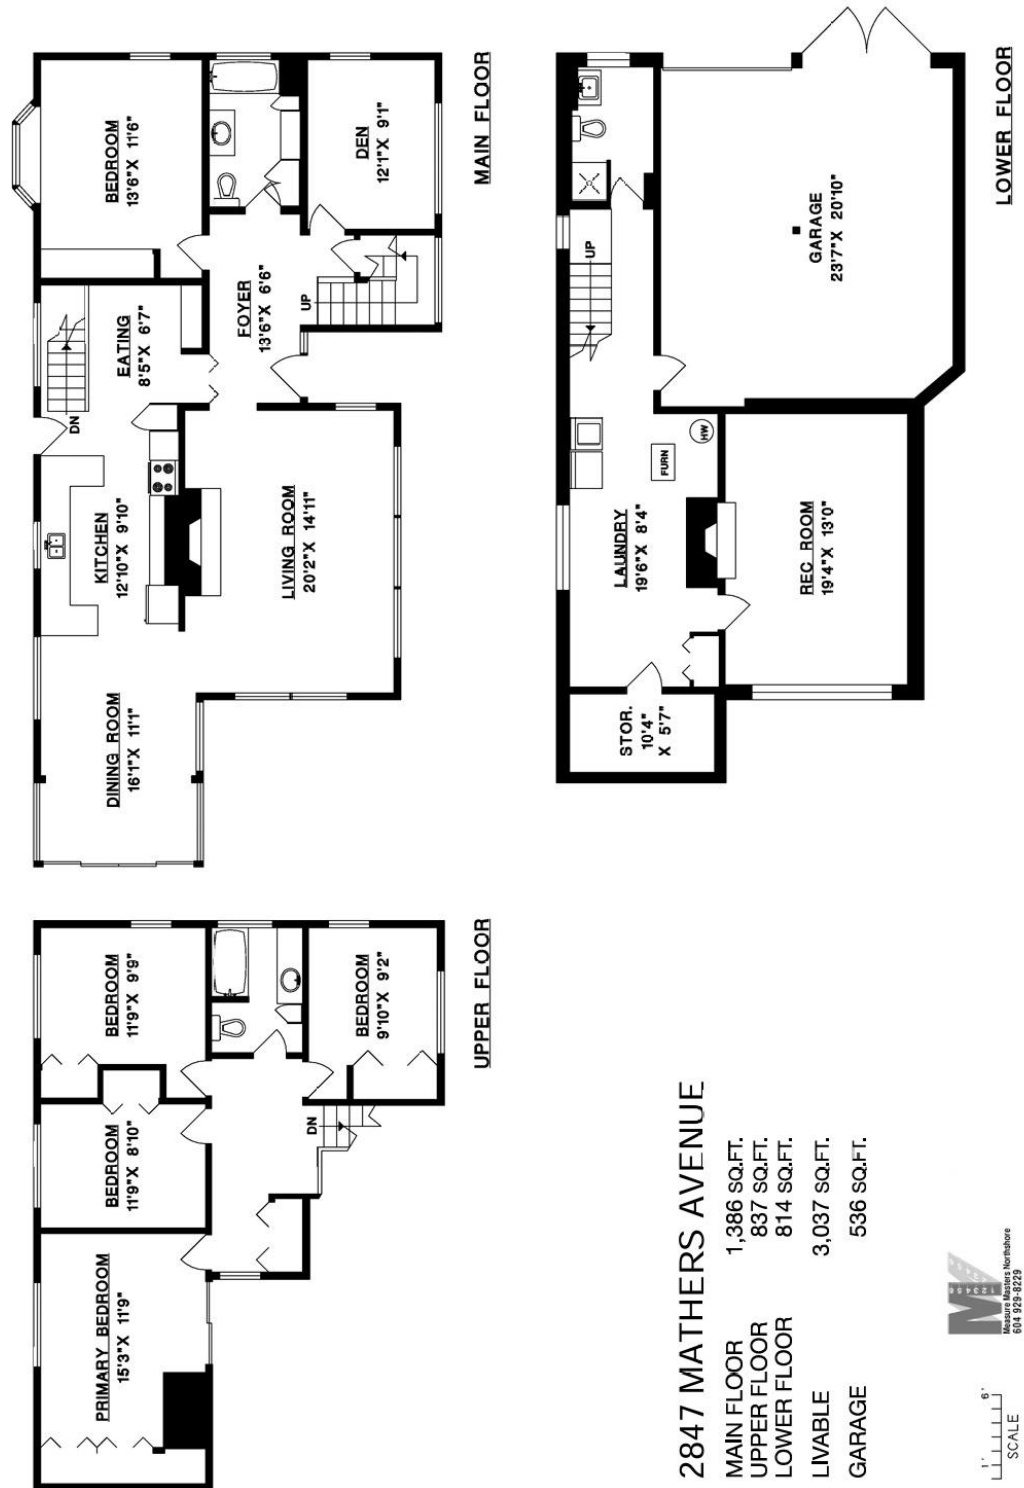 BEDROOM
13'6"X 11'6"
DEN
12'1"X 9'1"
EATING
8'5"X 6'7"
FOYER
13'6"X 6'6"
UP
DN
KITCHEN
12'10"X 9'10"
LIVING ROOM
20'2"X 14'11"
DINING ROOM
16'1"X 11'1"
MAIN FLOOR
UP
GARAGE
23'7"X 20'10"
LAUNDRY
19'6"X 8'4"
FURN
HW
REC ROOM
19'4"X 13'0"
STOR.
10'4"
X 5'7"
LOWER FLOOR
BEDROOM
11'9"X 9'9"
BEDROOM
11'9"X 8'10"
BEDROOM
9'10"X 9'2"
DN
PRIMARY BEDROOM
15'3"X 11'9"
UPPER FLOOR
2847 MATHERS AVENUE
MAIN FLOOR 1,386 SQ.FT.
UPPER FLOOR 837 SQ.FT.
LOWER FLOOR 814 SQ.FT.
LIVABLE 3,037 SQ.FT.
GARAGE 536 SQ.FT.
1' 6'
SCALE
Measure Masters Northshore
604 929-8229